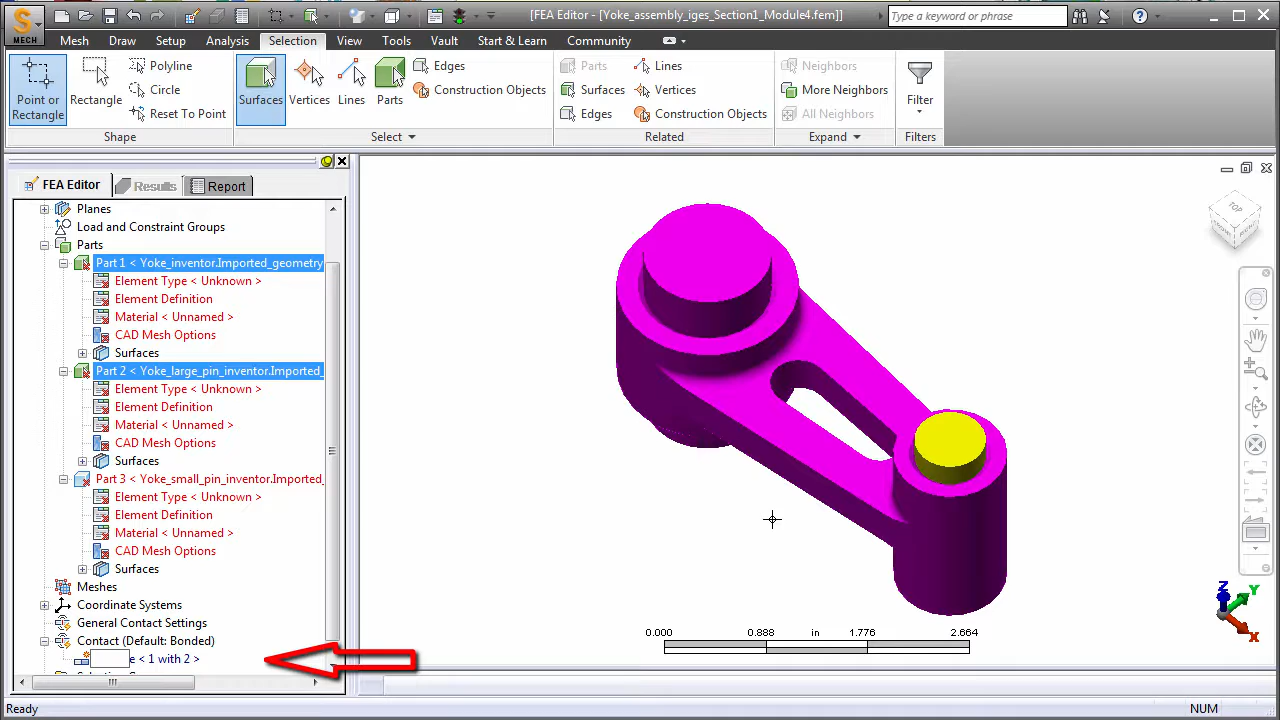 MECH
[FEA Editor - [Yoke_assembly_iges_Section1_Module4.fem]]
Type a keyword or phrase
Mesh Draw Setup Analysis Selection View Tools Vault Start & Learn Community
Point or
Rectangle
Rectangle
Polyline
Circle
Reset To Point
Shape
Surfaces
Vertices
Lines
Parts
Edges
Construction Objects
Select
Parts
Surfaces
Edges
Lines
Vertices
Construction Objects
Related
Neighbors
More Neighbors
All Neighbors
Expand
Filter
Filters
FEA Editor Results Report
Planes
Load and Constraint Groups
Parts
Part 1 < Yoke_inventor.Imported_geometry
Element Type < Unknown >
Element Definition
Material < Unnamed >
CAD Mesh Options
Surfaces
Part 2 < Yoke_large_pin_inventor.Imported_
Element Type < Unknown >
Element Definition
Material < Unnamed >
CAD Mesh Options
Surfaces
Part 3 < Yoke_small_pin_inventor.Imported_
Element Type < Unknown >
Element Definition
Material < Unnamed >
CAD Mesh Options
Surfaces
Meshes
Coordinate Systems
General Contact Settings
Contact (Default: Bonded)
e < 1 with 2 >
TOP
0.000 0.888 in 1.776 2.664
Z
Y
X
Ready
NUM